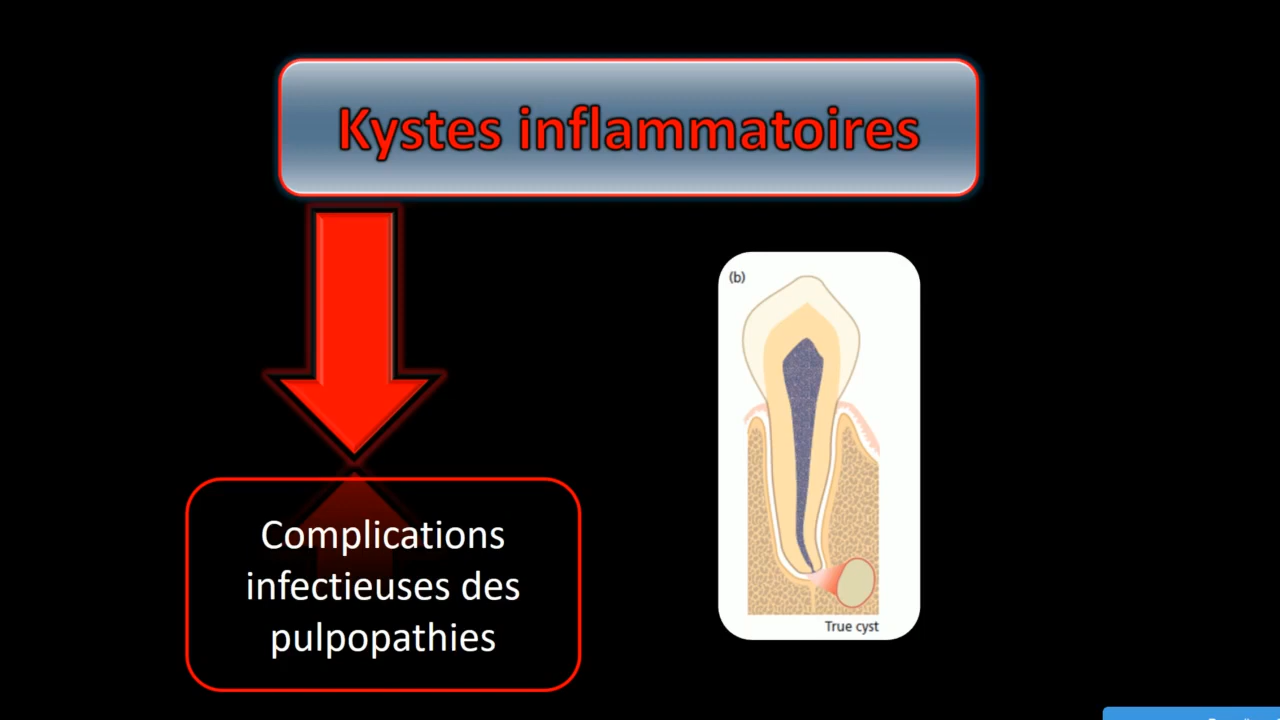 Kystes inflammatoires
(b)
Complications
infectieuses des
pulpopathies
True cyst